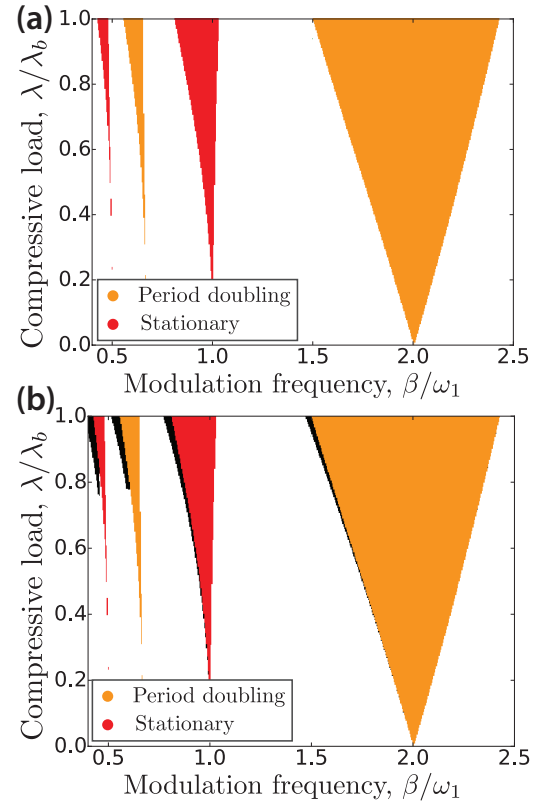 (a)
Compressive load, λ/λ_b
1.0
0.8
0.6
0.4
0.2
0.0
Period doubling
Stationary
0.5 1.0 1.5 2.0 2.5
Modulation frequency, β/ω₁
(b)
Compressive load, λ/λ_b
1.0
0.8
0.6
0.4
0.2
0.0
Period doubling
Stationary
0.5 1.0 1.5 2.0 2.5
Modulation frequency, β/ω₁